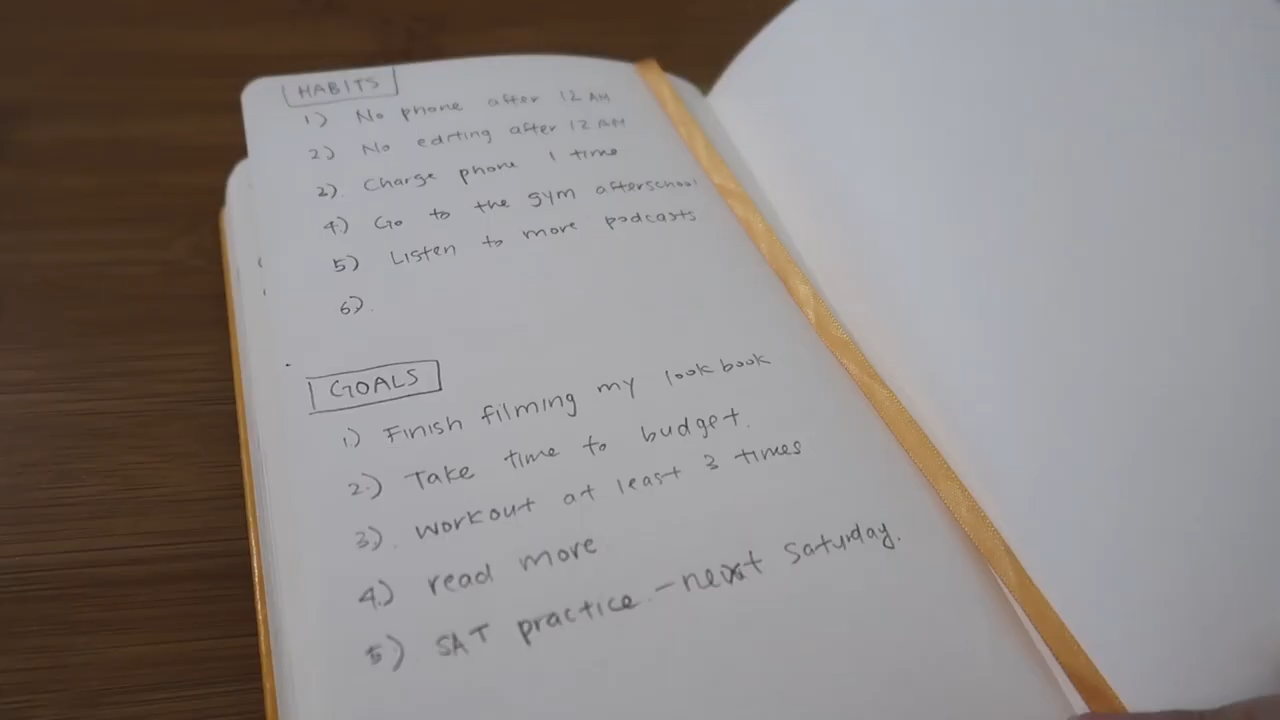 HABITS
1) No phone after 12 AM
2) No editing after 12 AM
2). Charge phone 1 time
4.) Go to the gym afterschool
5) Listen to more podcasts
6).
GOALS
1.) Finish filming my lookbook
2.) Take time to budget.
3). workout at least 3 times
4.) read more
5) SAT practice - next saturday.